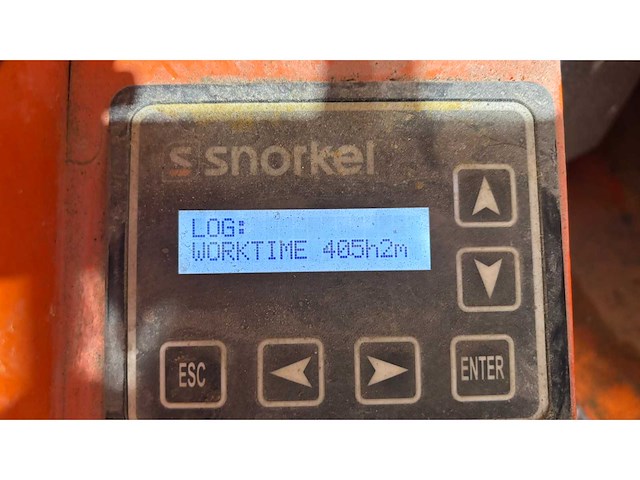 snorkel
LOG:
WORKTIME 405h2m
ESC
ENTER